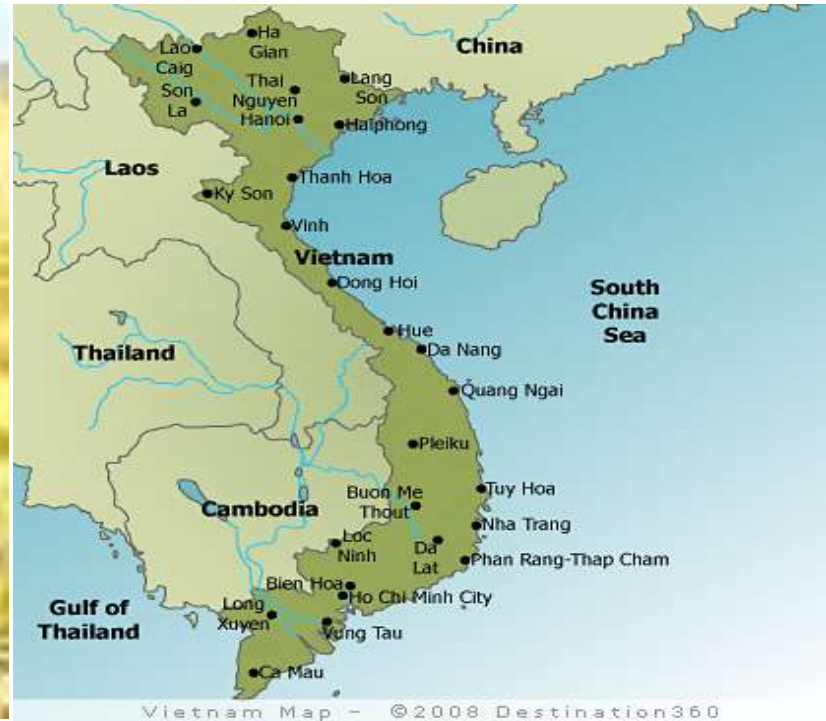 China
Ha
Gian
Lao
Caig
Lang
Son
Thai
Nguyen
Son
La
Hanoi
Haiphong
Laos
Thanh Hoa
Ky Son
Vinh
Vietnam
Dong Hoi
South
China
Sea
Hue
Da Nang
Thailand
Quang Ngai
Pleiku
Tuy Hoa
Buon Me
Thout
Cambodia
Nha Trang
Loc
Ninh
Da
Lat
Phan Rang-Thap Cham
Bien Hoa
Ho Chi Minh City
Gulf of
Thailand
Long
Xuyen
Vung Tau
Ca Mau
Vietnam Map - ©2008 Destination360